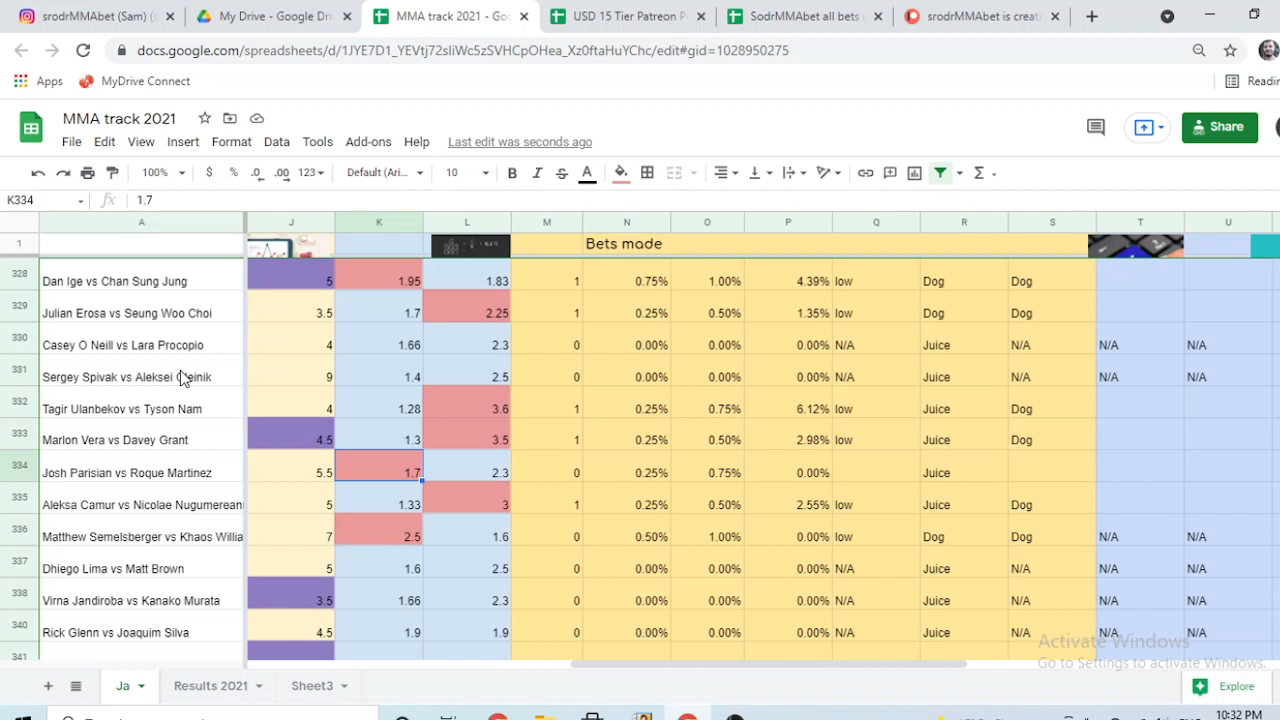 srodrMMAbet (Sam)
My Drive - Google Dri
MMA track 2021 - Goo
USD 15 Tier Patreon P
SodrMMAbet all bets
srodrMMAbet is creat
docs.google.com/spreadsheets/d/1JYE7D1_YEVtj72sliWc5zSVHCpOHea_Xz0ftaHuYChc/edit#gid=1028950275
Apps MyDrive Connect Readin
MMA track 2021
File Edit View Insert Format Data Tools Add-ons Help Last edit was seconds ago
Share
100% $ % .0 .00 123 Default (Ari... 10 B I S A
K334 fx 1.7
A J K L M N O P Q R S T U
1 Bets made
328 Dan Ige vs Chan Sung Jung 5 1.95 1.83 1 0.75% 1.00% 4.39% low Dog Dog
329 Julian Erosa vs Seung Woo Choi 3.5 1.7 2.25 1 0.25% 0.50% 1.35% low Dog Dog
330 Casey O Neill vs Lara Procopio 4 1.66 2.3 0 0.00% 0.00% 0.00% N/A Juice N/A N/A N/A
331 Sergey Spivak vs Aleksei Oleinik 9 1.4 2.5 0 0.00% 0.00% 0.00% N/A Juice N/A N/A N/A
332 Tagir Ulanbekov vs Tyson Nam 4 1.28 3.6 1 0.25% 0.75% 6.12% low Juice Dog
333 Marlon Vera vs Davey Grant 4.5 1.3 3.5 1 0.25% 0.50% 2.98% low Juice Dog
334 Josh Parisian vs Roque Martinez 5.5 1.7 2.3 0 0.25% 0.75% 0.00% Juice
335 Aleksa Camur vs Nicolae Nugumerean 5 1.33 3 1 0.25% 0.50% 2.55% low Juice Dog
336 Matthew Semelsberger vs Khaos Willia 7 2.5 1.6 0 0.50% 1.00% 0.00% low Dog Dog N/A N/A
337 Dhiego Lima vs Matt Brown 5 1.6 2.5 0 0.00% 0.00% 0.00% N/A Juice N/A N/A N/A
338 Virna Jandiroba vs Kanako Murata 3.5 1.66 2.3 0 0.00% 0.00% 0.00% N/A Juice N/A N/A N/A
340 Rick Glenn vs Joaquim Silva 4.5 1.9 1.9 0 0.00% 0.00% 0.00% N/A Juice N/A N/A N/A
341
Activate Windows
Go to Settings to activate Windows.
Ja Results 2021 Sheet3 Explore
10:32 PM